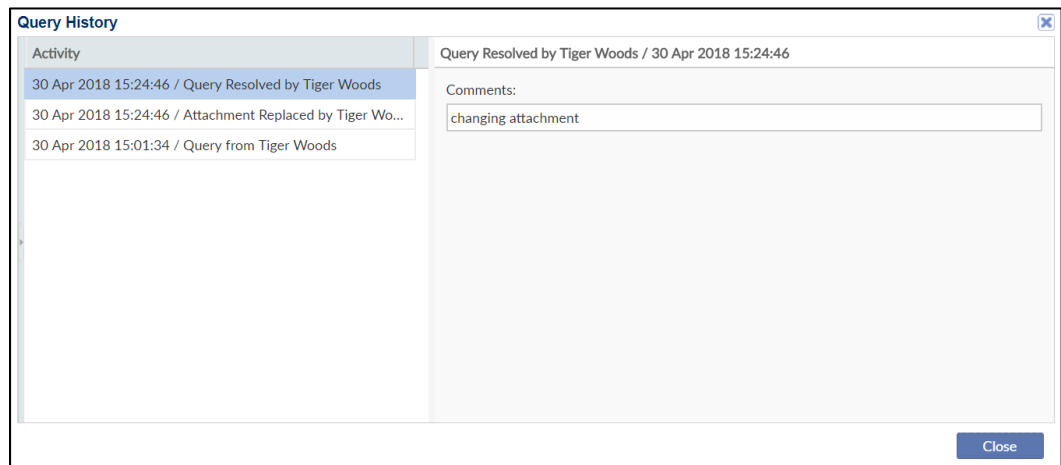 Query History
Activity
30 Apr 2018 15:24:46 / Query Resolved by Tiger Woods
30 Apr 2018 15:24:46 / Attachment Replaced by Tiger Wo...
30 Apr 2018 15:01:34 / Query from Tiger Woods
Query Resolved by Tiger Woods / 30 Apr 2018 15:24:46
Comments:
changing attachment
Close